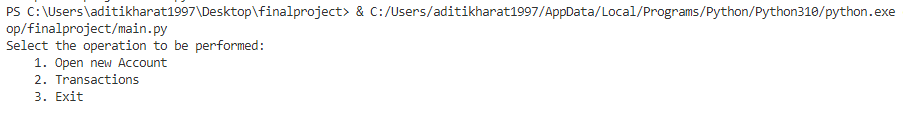 PS C:\Users\aditikharat1997\Desktop\finalproject> & C:/Users/aditikharat1997/AppData/Local/Programs/Python/Python310/python.exe
op/finalproject/main.py
Select the operation to be performed:
1. Open new Account
2. Transactions
3. Exit